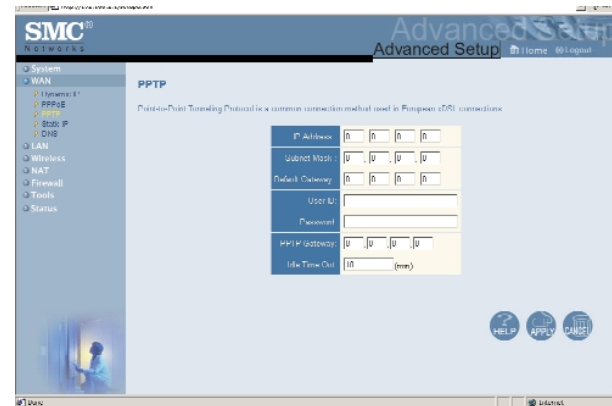 SMC®
Networks
Advanced Setup
Advanced Setup
Home
Logout
System
WAN
Dynamic IP
PPPoE
PPTP
Static IP
DNS
LAN
Wireless
NAT
Firewall
Tools
Status
PPTP
Point-to-Point Tunneling Protocol is a common connection method used in European xDSL connections
IP Address: 0 0 0 0
Subnet Mask: 0 .0 .0 .0
Default Gateway: 0 0 0 0
User ID:
Password:
PPTP Gateway: 0 .0 .0 .0
Idle Time Out: 10 (min)
HELP
APPLY
CANCEL
Done
Internet